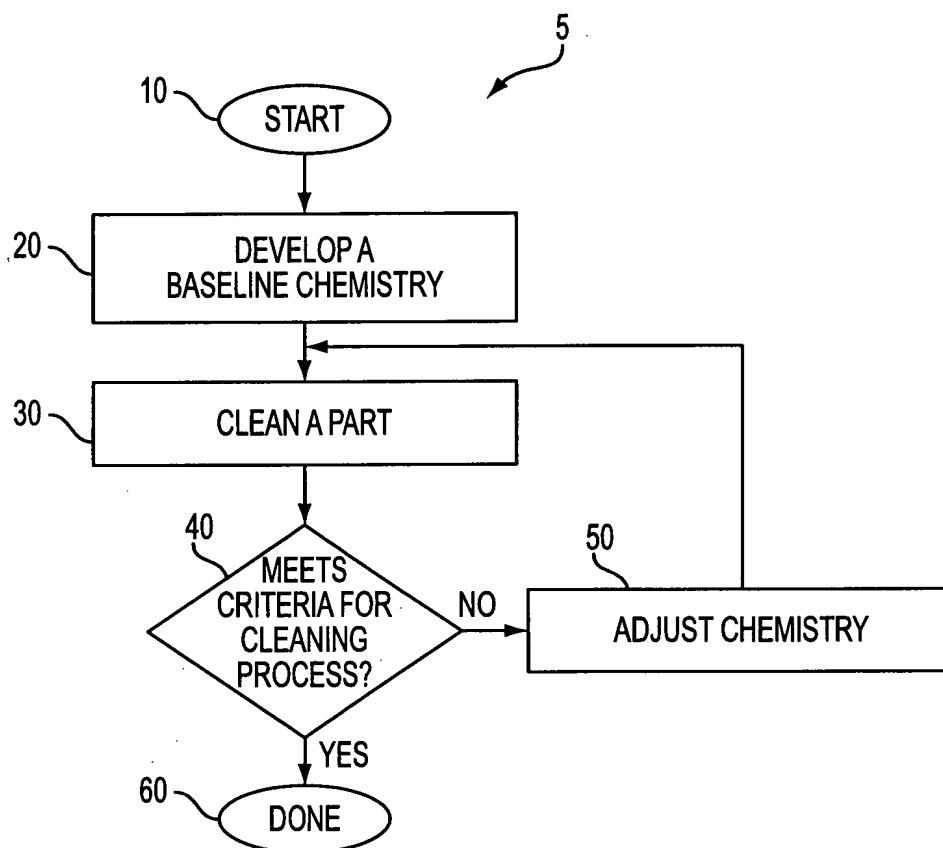 5
10
START
20
DEVELOP A
BASELINE CHEMISTRY
30
CLEAN A PART
40
MEETS
CRITERIA FOR
CLEANING
PROCESS?
NO
50
ADJUST CHEMISTRY
YES
60
DONE